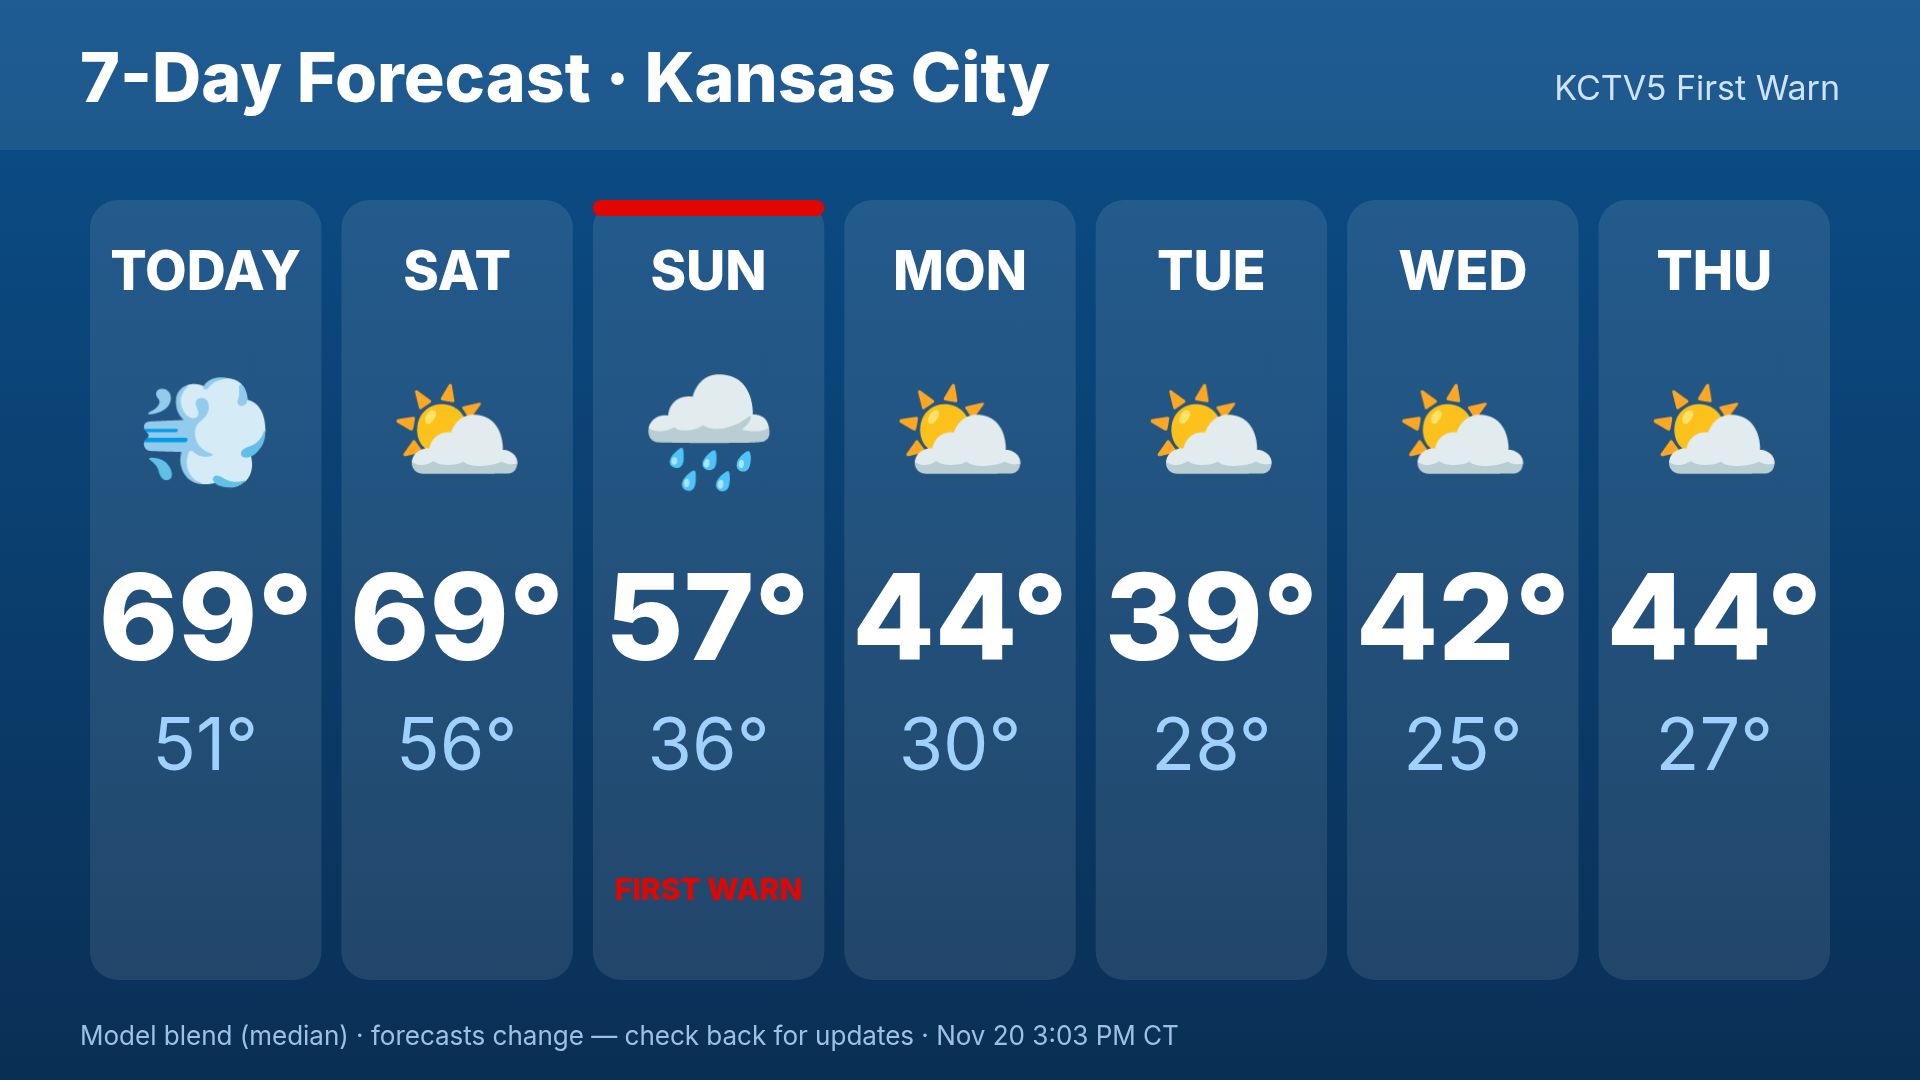 7-Day Forecast · Kansas City
KCTV5 First Warn
TODAY
69°
51°
SAT
69°
56°
SUN
57°
36°
FIRST WARN
MON
44°
30°
TUE
39°
28°
WED
42°
25°
THU
44°
27°
Model blend (median) · forecasts change — check back for updates · Nov 20 3:03 PM CT